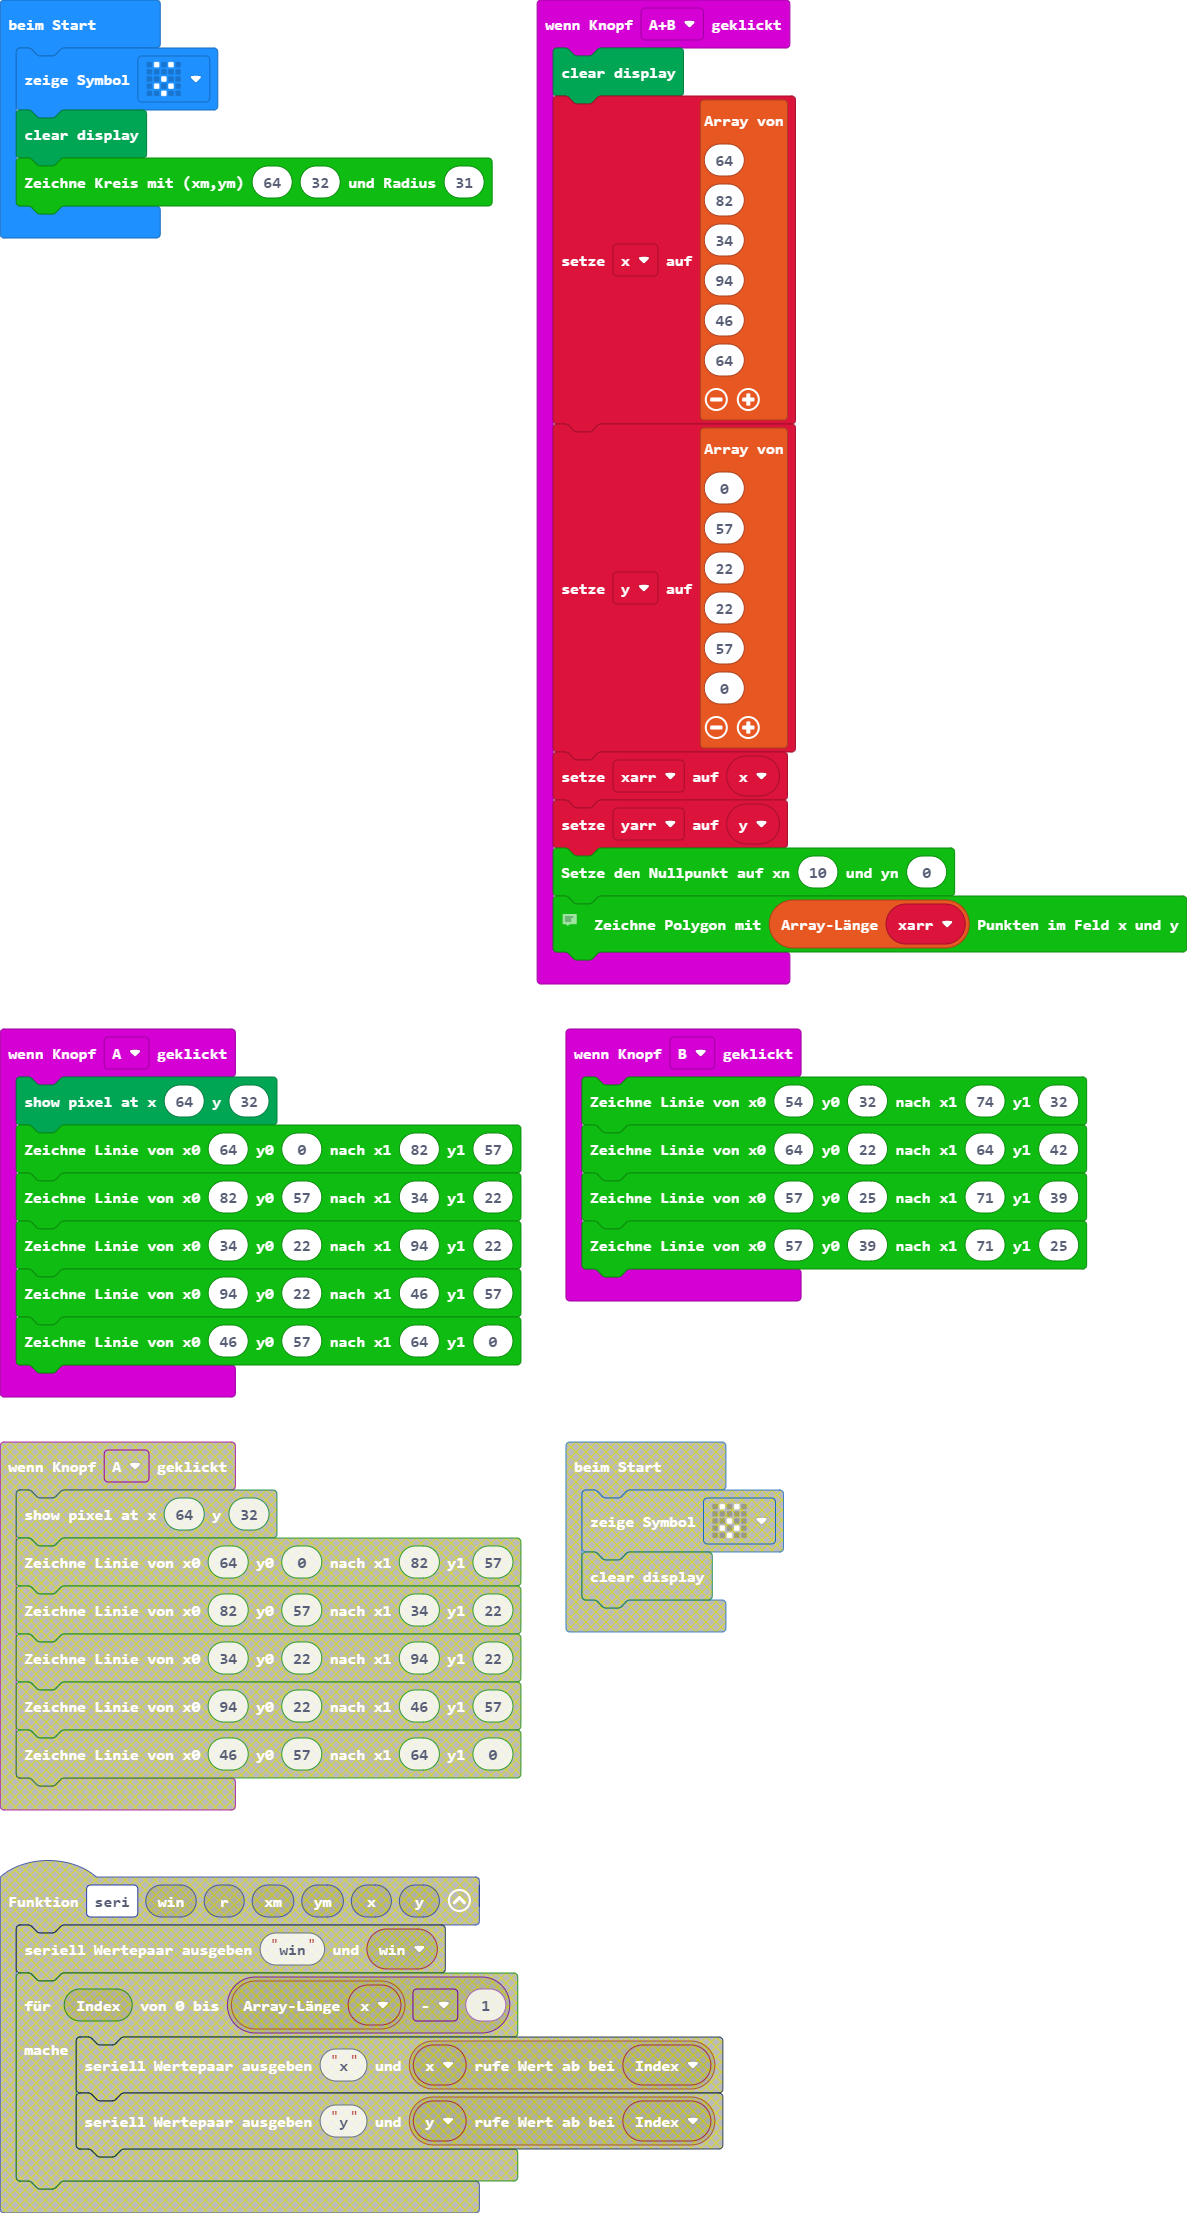 beim Start
zeige Symbol
clear display
Zeichne Kreis mit (xm,ym) 64 32 und Radius 31
wenn Knopf A+B geklickt
clear display
setze x auf Array von
64
82
34
94
46
64
setze y auf Array von
0
57
22
22
57
0
setze xarr auf x
setze yarr auf y
Setze den Nullpunkt auf xn 10 und yn 0
Zeichne Polygon mit Array-Länge xarr Punkten im Feld x und y
wenn Knopf A geklickt
show pixel at x 64 y 32
Zeichne Linie von x0 64 y0 0 nach x1 82 y1 57
Zeichne Linie von x0 82 y0 57 nach x1 34 y1 22
Zeichne Linie von x0 34 y0 22 nach x1 94 y1 22
Zeichne Linie von x0 94 y0 22 nach x1 46 y1 57
Zeichne Linie von x0 46 y0 57 nach x1 64 y1 0
wenn Knopf B geklickt
Zeichne Linie von x0 54 y0 32 nach x1 74 y1 32
Zeichne Linie von x0 64 y0 22 nach x1 64 y1 42
Zeichne Linie von x0 57 y0 25 nach x1 71 y1 39
Zeichne Linie von x0 57 y0 39 nach x1 71 y1 25
wenn Knopf A geklickt
show pixel at x 64 y 32
Zeichne Linie von x0 64 y0 0 nach x1 82 y1 57
Zeichne Linie von x0 82 y0 57 nach x1 34 y1 22
Zeichne Linie von x0 34 y0 22 nach x1 94 y1 22
Zeichne Linie von x0 94 y0 22 nach x1 46 y1 57
Zeichne Linie von x0 46 y0 57 nach x1 64 y1 0
beim Start
zeige Symbol
clear display
Funktion seri win r xm ym x y
seriell Wertepaar ausgeben "win" und win
für Index von 0 bis Array-Länge x - 1
mache
seriell Wertepaar ausgeben "x" und x rufe Wert ab bei Index
seriell Wertepaar ausgeben "y" und y rufe Wert ab bei Index